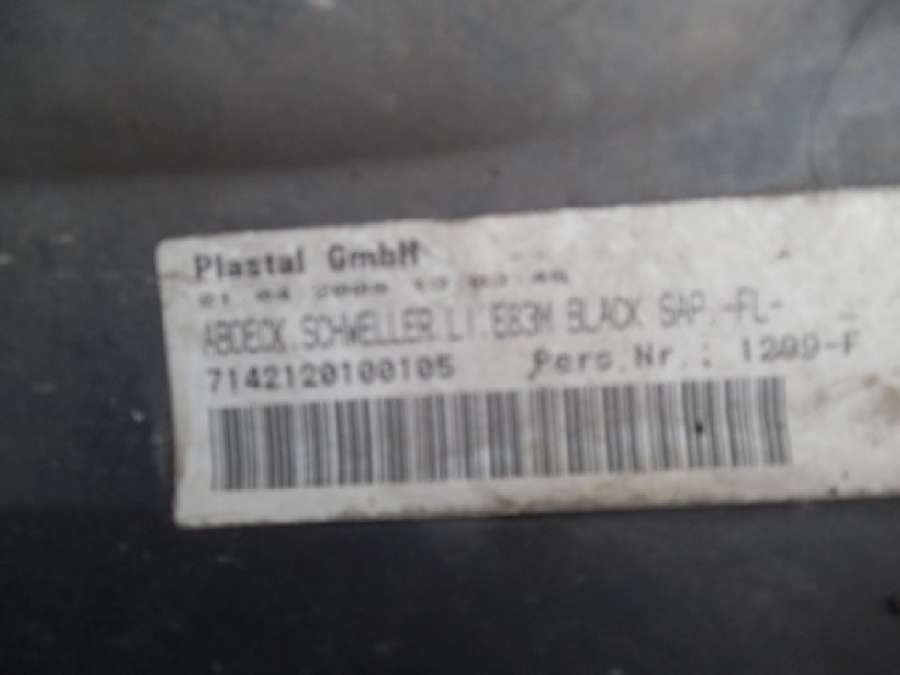 Plastal GmbH
ABDECK.SCHWELLER.LI.E83M BLACK SAP.-FL-
7142120100105 Pers.Nr.: 1299-F